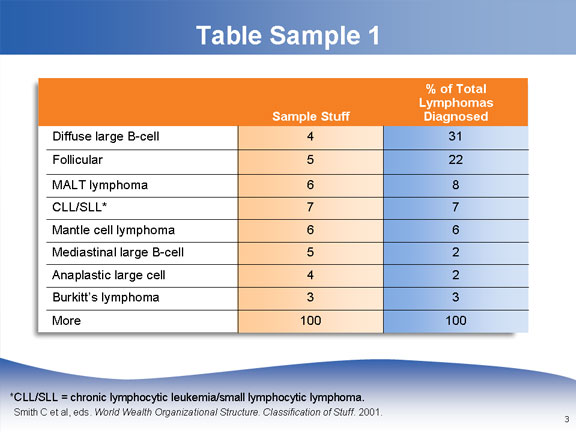 Table Sample 1
Sample Stuff % of Total Lymphomas Diagnosed
Diffuse large B-cell 4 31
Follicular 5 22
MALT lymphoma 6 8
CLL/SLL* 7 7
Mantle cell lymphoma 6 6
Mediastinal large B-cell 5 2
Anaplastic large cell 4 2
Burkitt's lymphoma 3 3
More 100 100
*CLL/SLL = chronic lymphocytic leukemia/small lymphocytic lymphoma.
Smith C et al, eds. World Wealth Organizational Structure. Classification of Stuff. 2001.
3